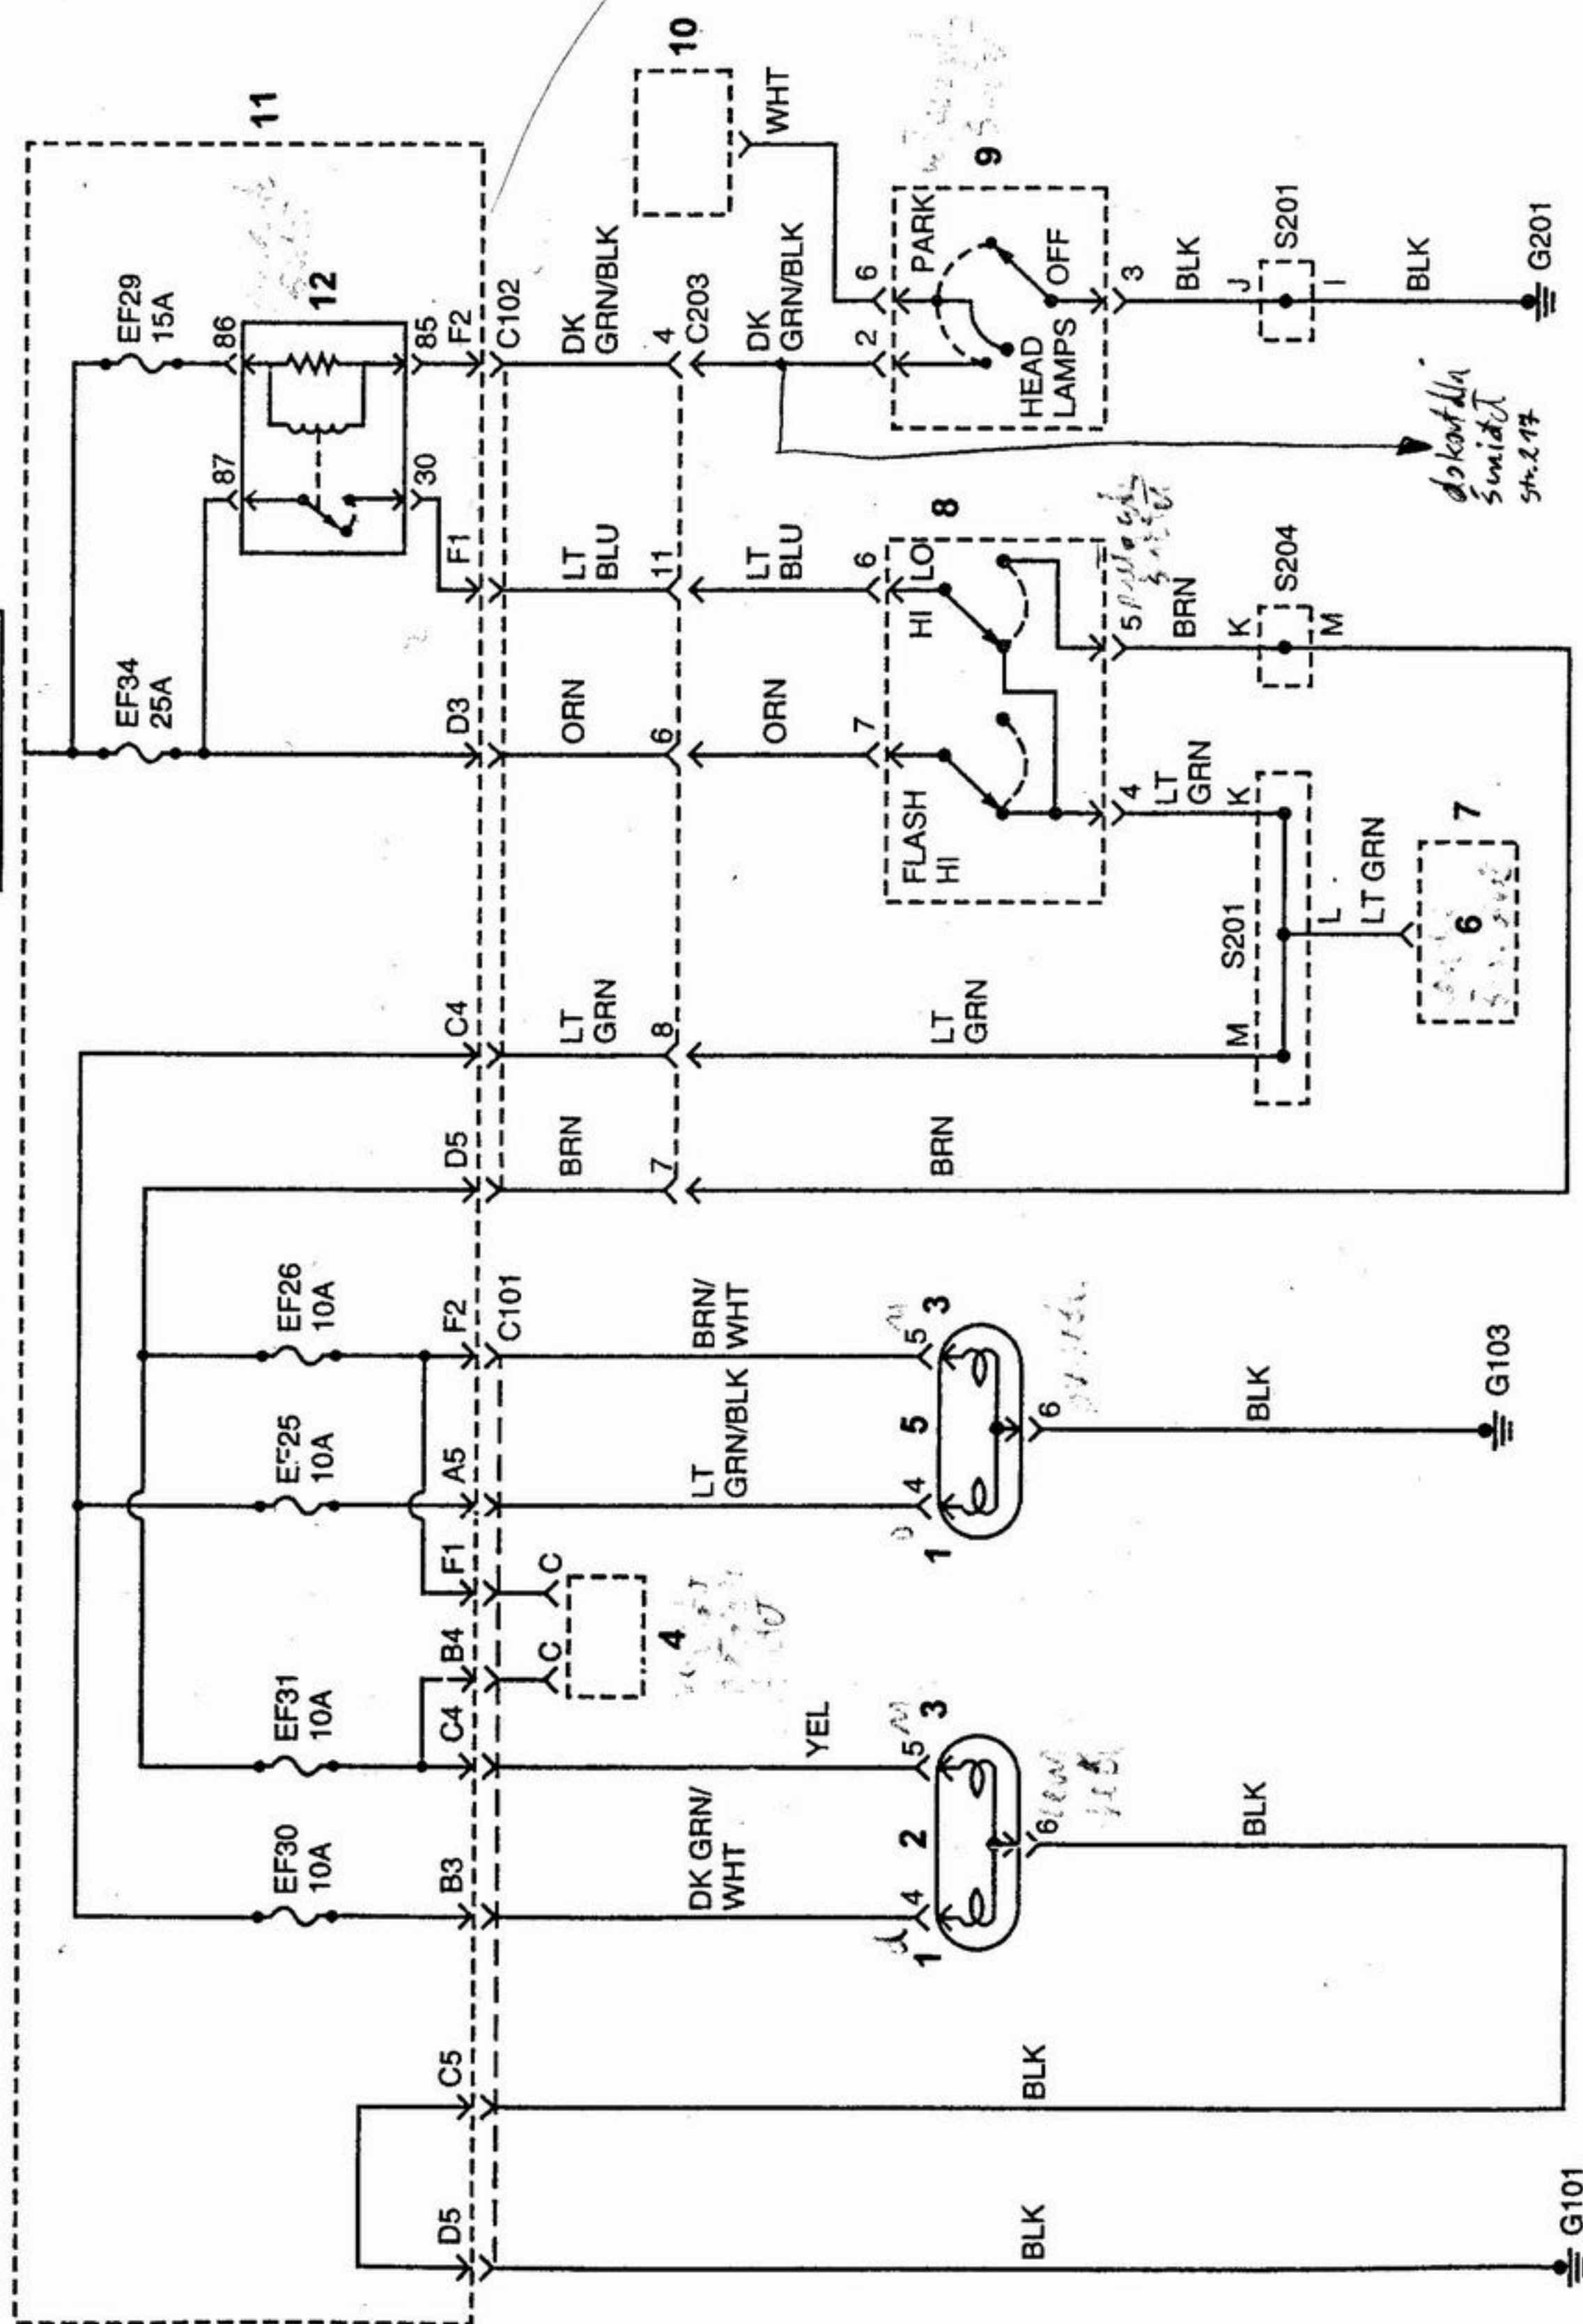 11
EF29
15A
EF34
25A
12
86
87
85
30
F2
F1
D3
C4
D5
C102
DK
GRN/BLK
LT
BLU
ORN
LT
GRN
BRN
4
C203
11
6
8
7
10
WHT
DK
GRN/BLK
LT
BLU
ORN
LT
GRN
BRN
6
2
PARK
HEAD
LAMPS
OFF
9
3
BLK
J
S201
I
BLK
G201
str. 217
6
LO
HI
8
7
FLASH
HI
5
BRN
K
S204
M
4
LT
GRN
K
S201
M
L
LT GRN
6
7
EF26
10A
EF25
10A
EF31
10A
EF30
10A
F2
C101
A5
F1
B4
C4
B3
C5
D5
C
C
4
BRN/
WHT
LT
GRN/BLK
YEL
DK GRN/
WHT
5
3
5
4
1
6
BLK
G103
5
3
2
4
1
6
BLK
BLK
BLK
G101